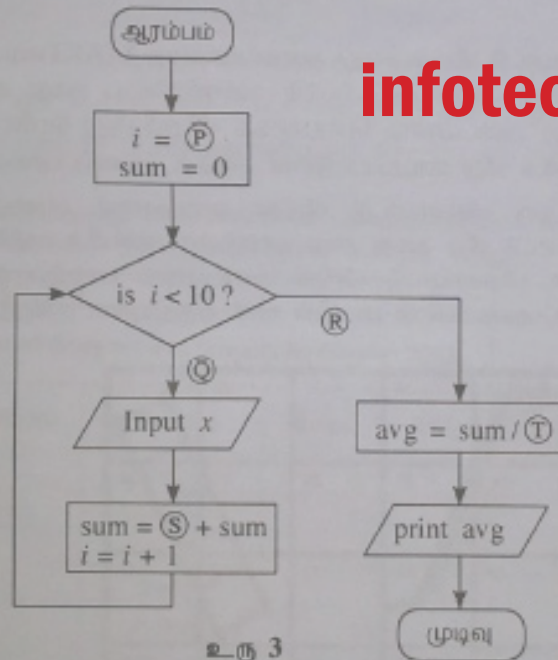 ஆரம்பம்
infotec
i = Ⓟ
sum = 0
is i < 10 ?
Ⓡ
Ⓠ
Input x
avg = sum / Ⓣ
sum = Ⓢ + sum
i = i + 1
print avg
முடிவு
உரு 3